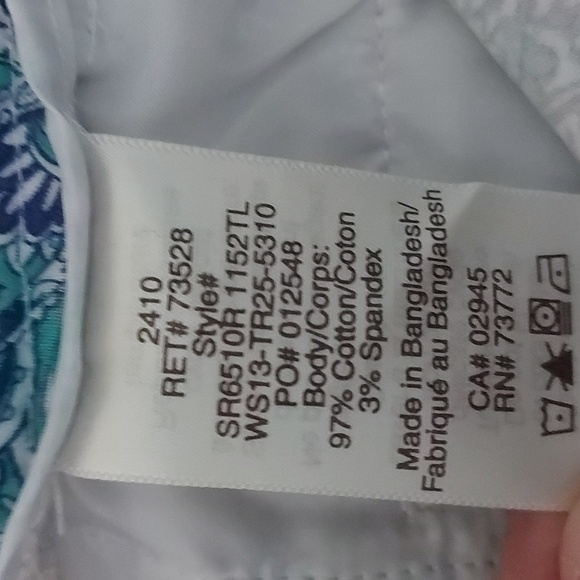 2410
RET# 73528
Style#
SR6510R 1152TL
WS13-TR25-5310
PO# 012548
Body/Corps:
97% Cotton/Coton
3% Spandex
Made in Bangladesh/
Fabriqué au Bangladesh
CA# 02945
RN# 73772